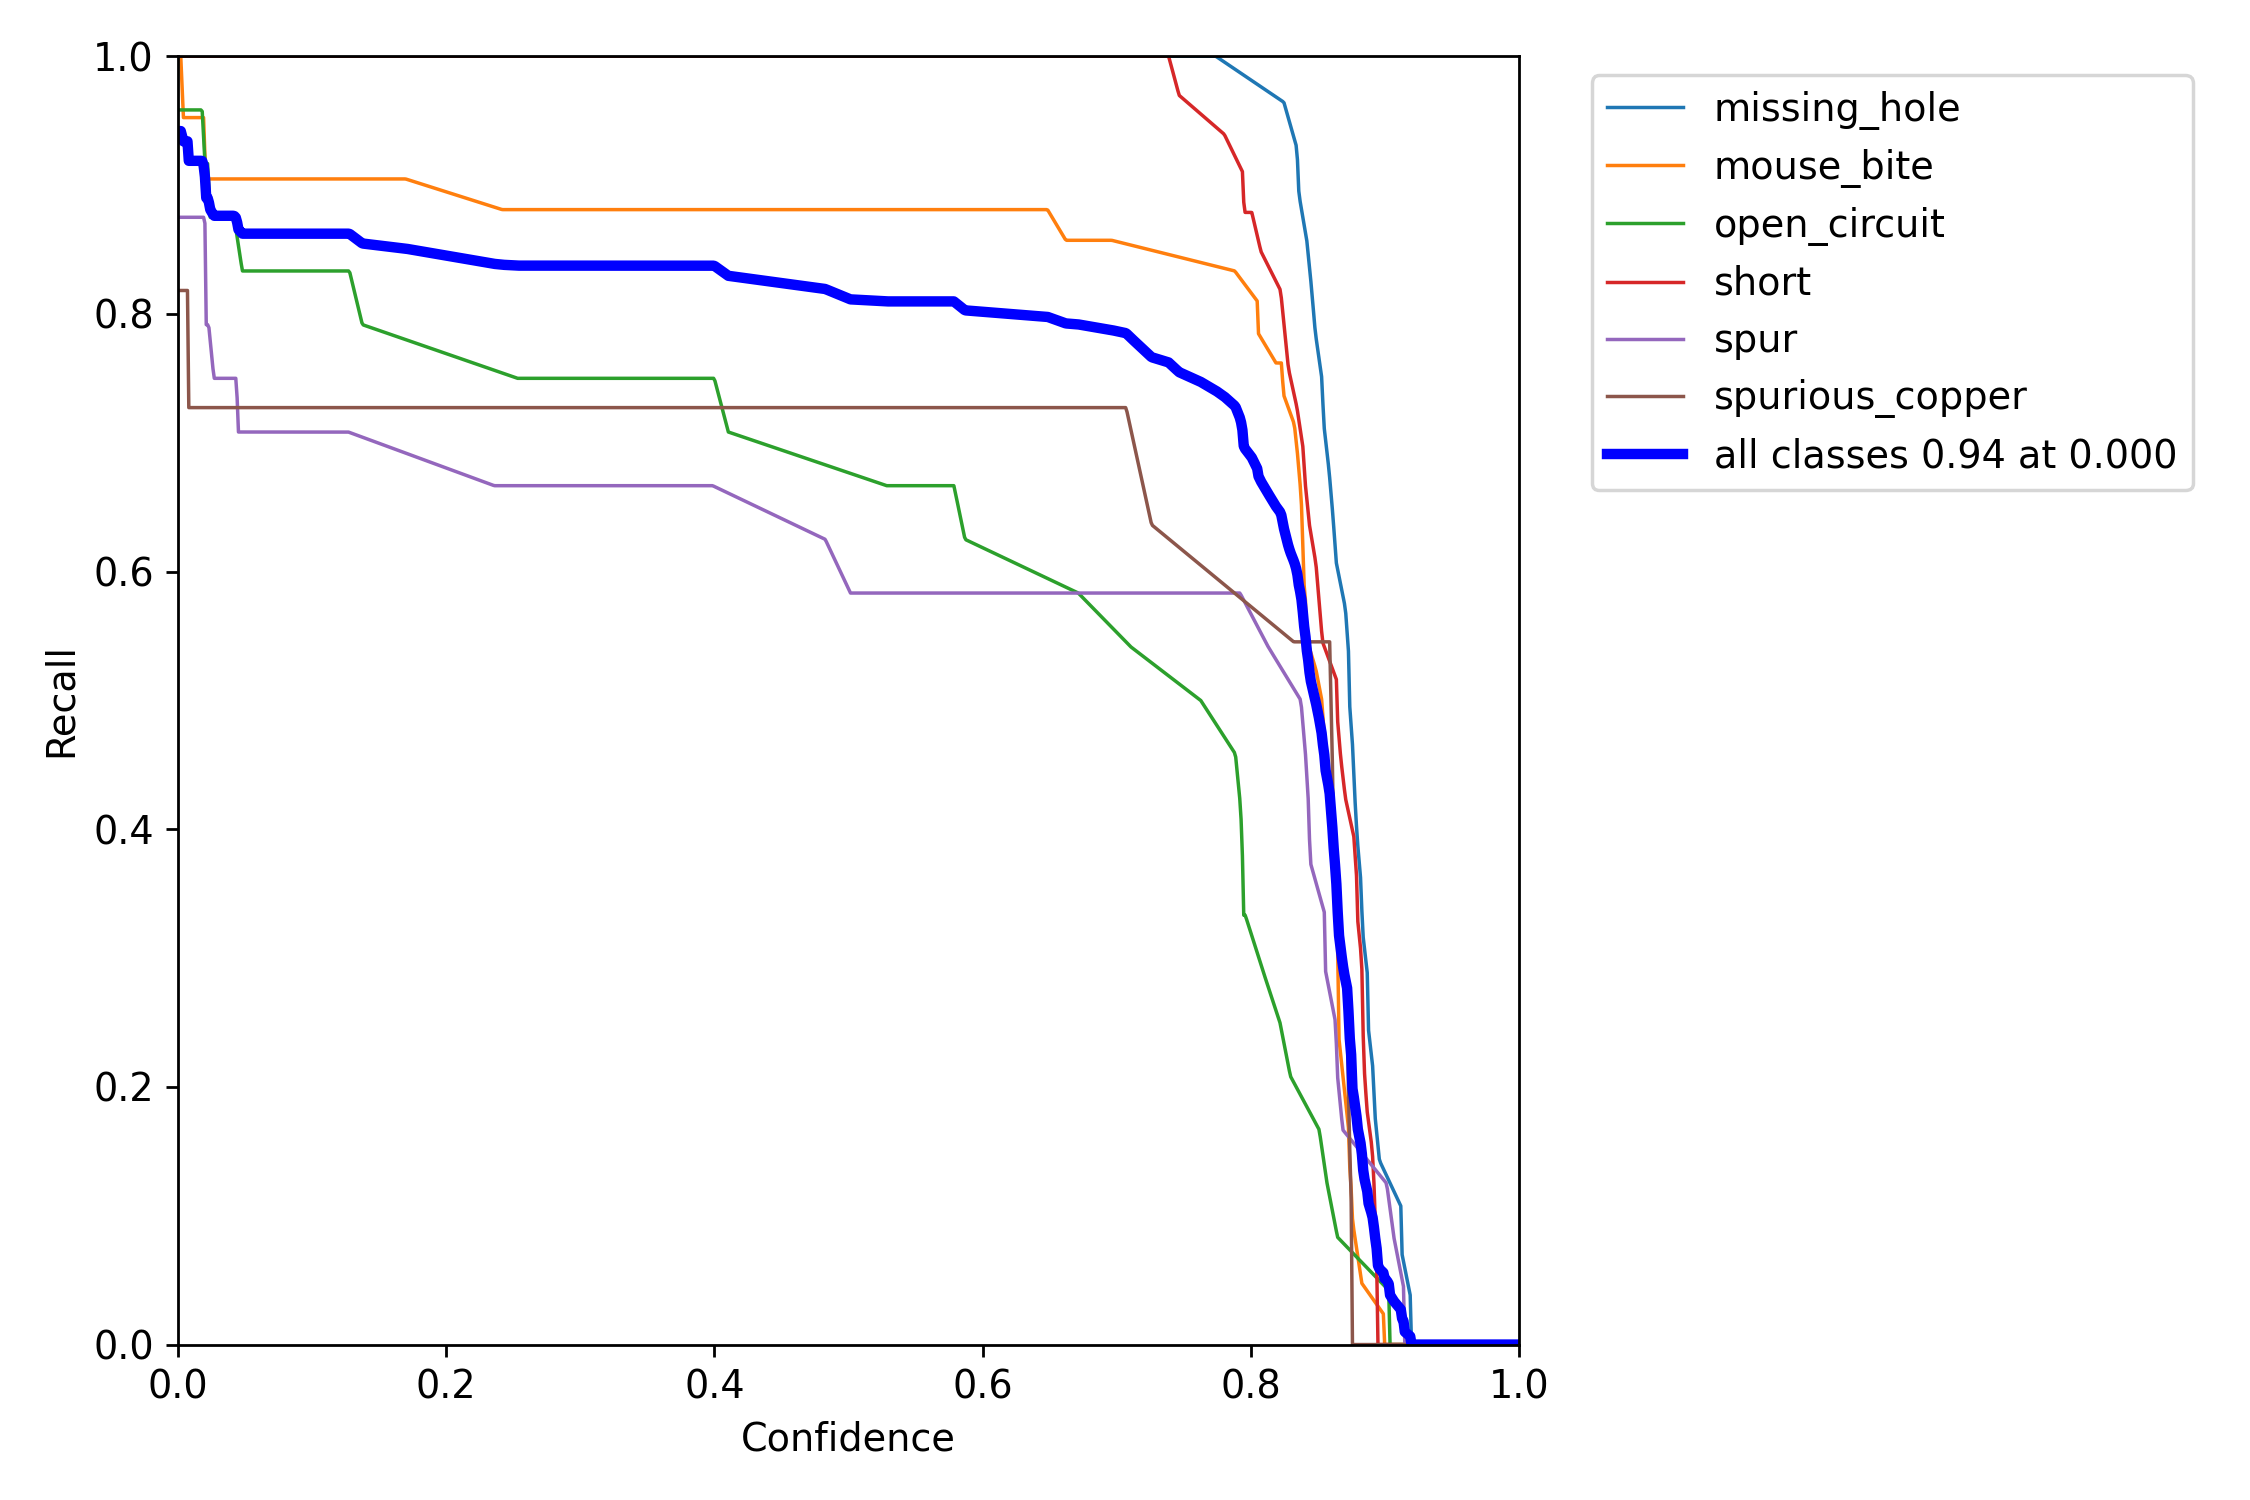 1.0
0.8
0.6
0.4
0.2
0.0
Recall
0.0 0.2 0.4 0.6 0.8 1.0
Confidence
missing_hole
mouse_bite
open_circuit
short
spur
spurious_copper
all classes 0.94 at 0.000